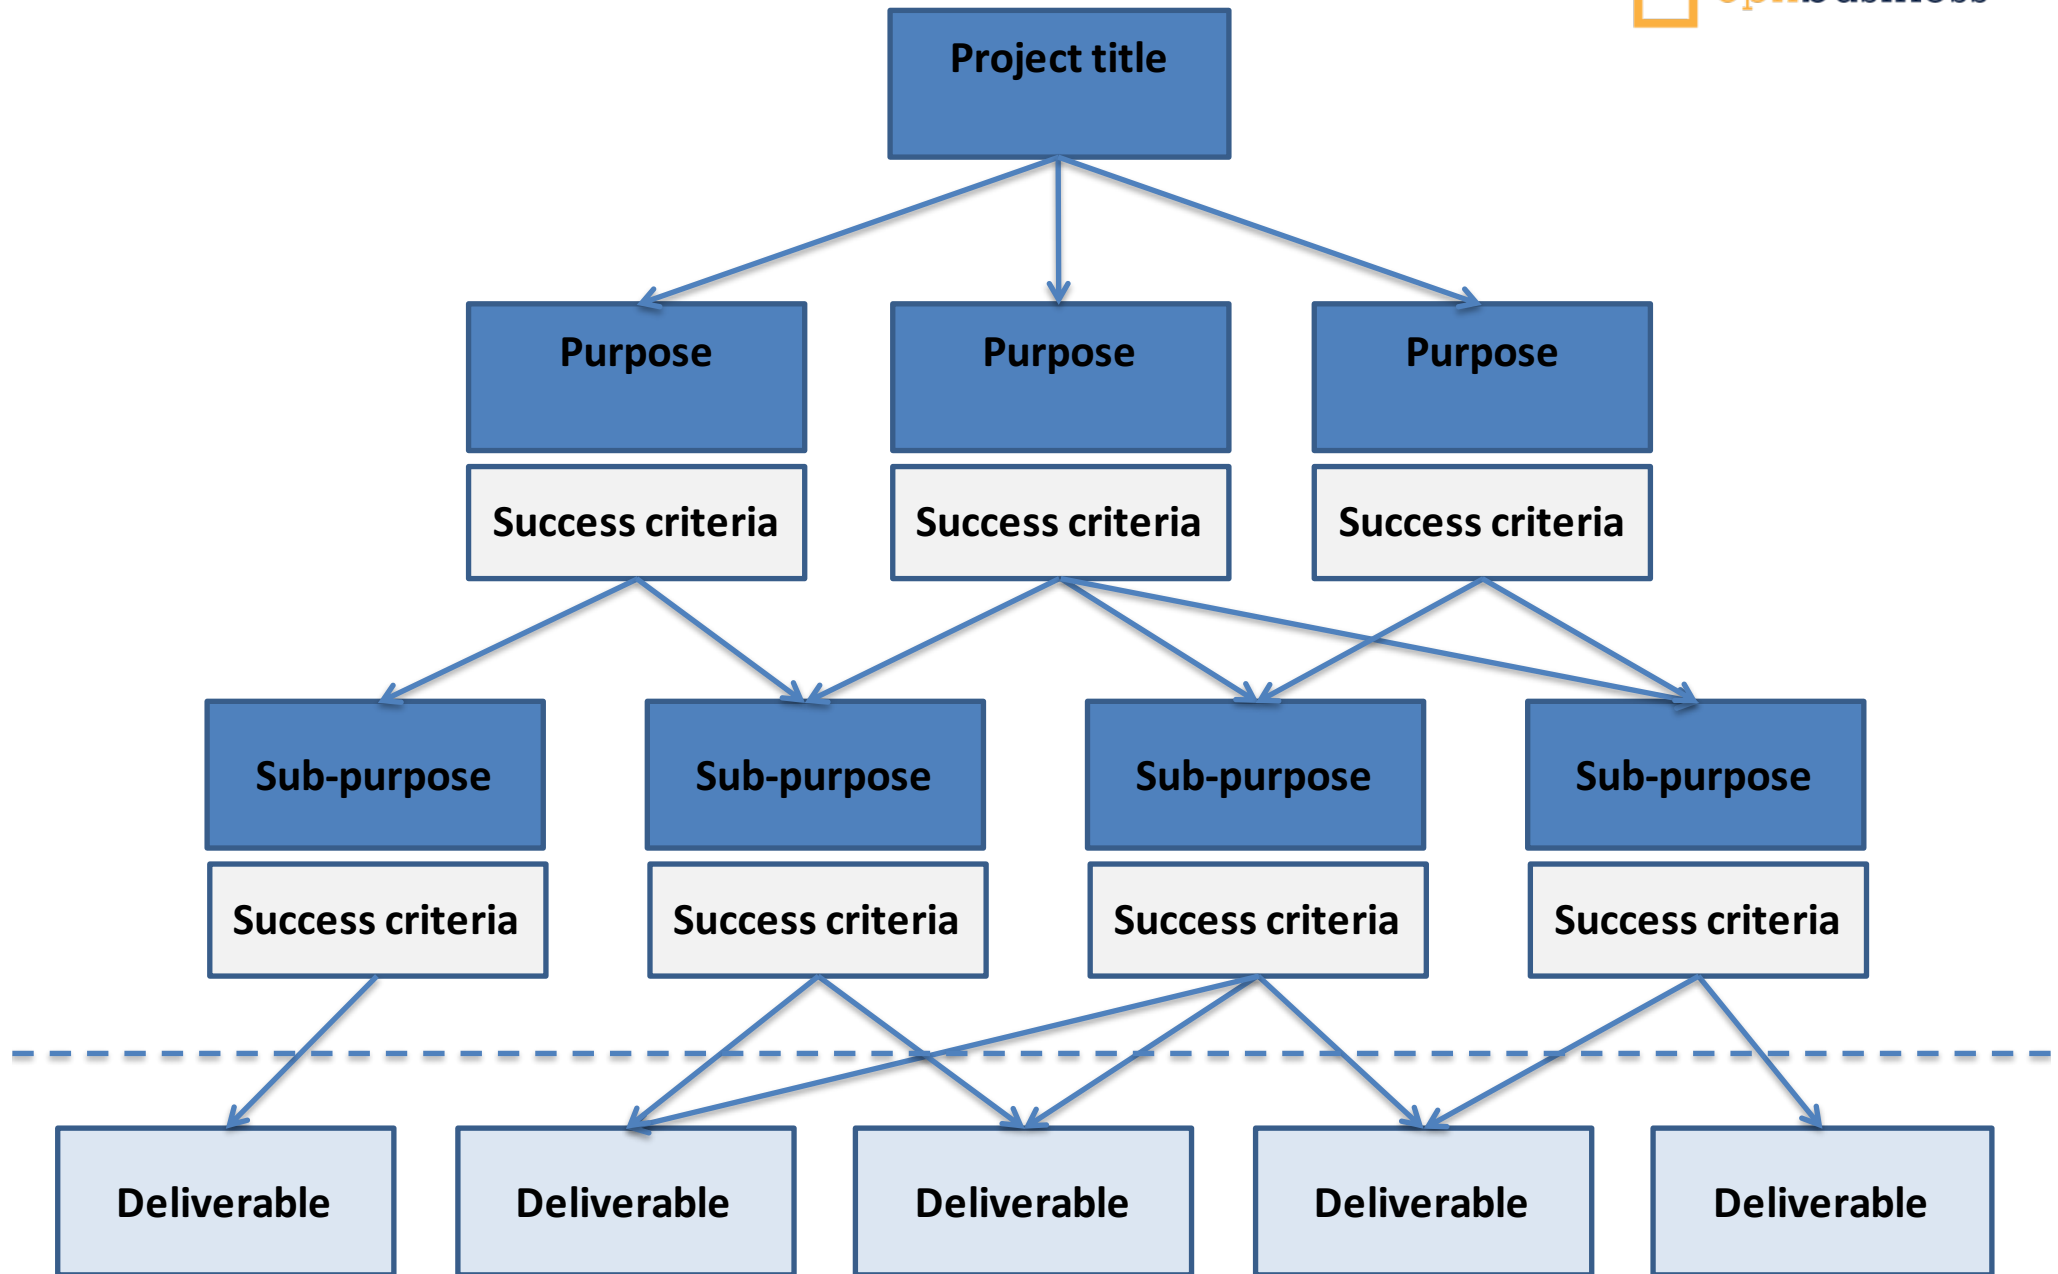 Project title
Purpose
Purpose
Purpose
Success criteria
Success criteria
Success criteria
Sub-purpose
Sub-purpose
Sub-purpose
Sub-purpose
Success criteria
Success criteria
Success criteria
Success criteria
Deliverable
Deliverable
Deliverable
Deliverable
Deliverable